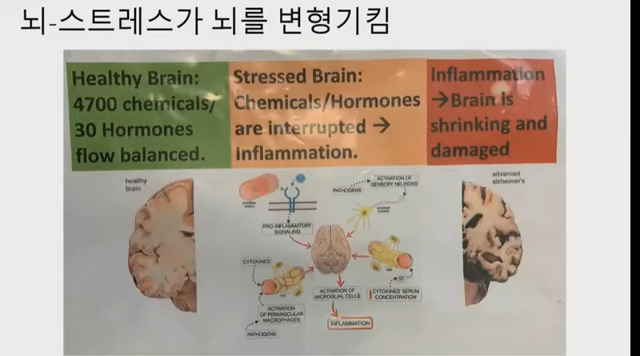 뇌-스트레스가 뇌를 변형기킴
Healthy Brain:
4700 chemicals/
30 Hormones
flow balanced.
Stressed Brain:
Chemicals/Hormones
are interrupted →
Inflammation.
Inflammation
→Brain is
shrinking and
damaged
healthy
brain
PATHOGENS
ACTIVATION OF
SENSORY NEURONS
PRO-INFLAMMATORY
SIGNALING
CYTOKINES
ACTIVATION
OF PERIVASCULAR
MACROPHAGES
PATHOGENS
ACTIVATION OF
MICROGLIAL CELLS
INFLAMMATION
CYTOKINES SERUM
CONCENTRATION
advanced
alzheimer's